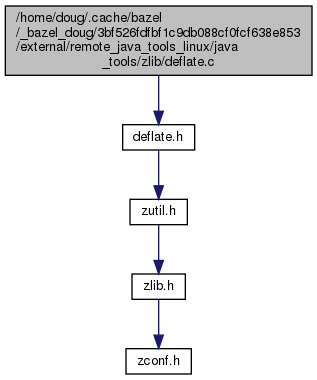 /home/doug/.cache/bazel
/_bazel_doug/3bf526fdfbf1c9db088cf0fcf638e853
/external/remote_java_tools_linux/java
_tools/zlib/deflate.c
deflate.h
zutil.h
zlib.h
zconf.h